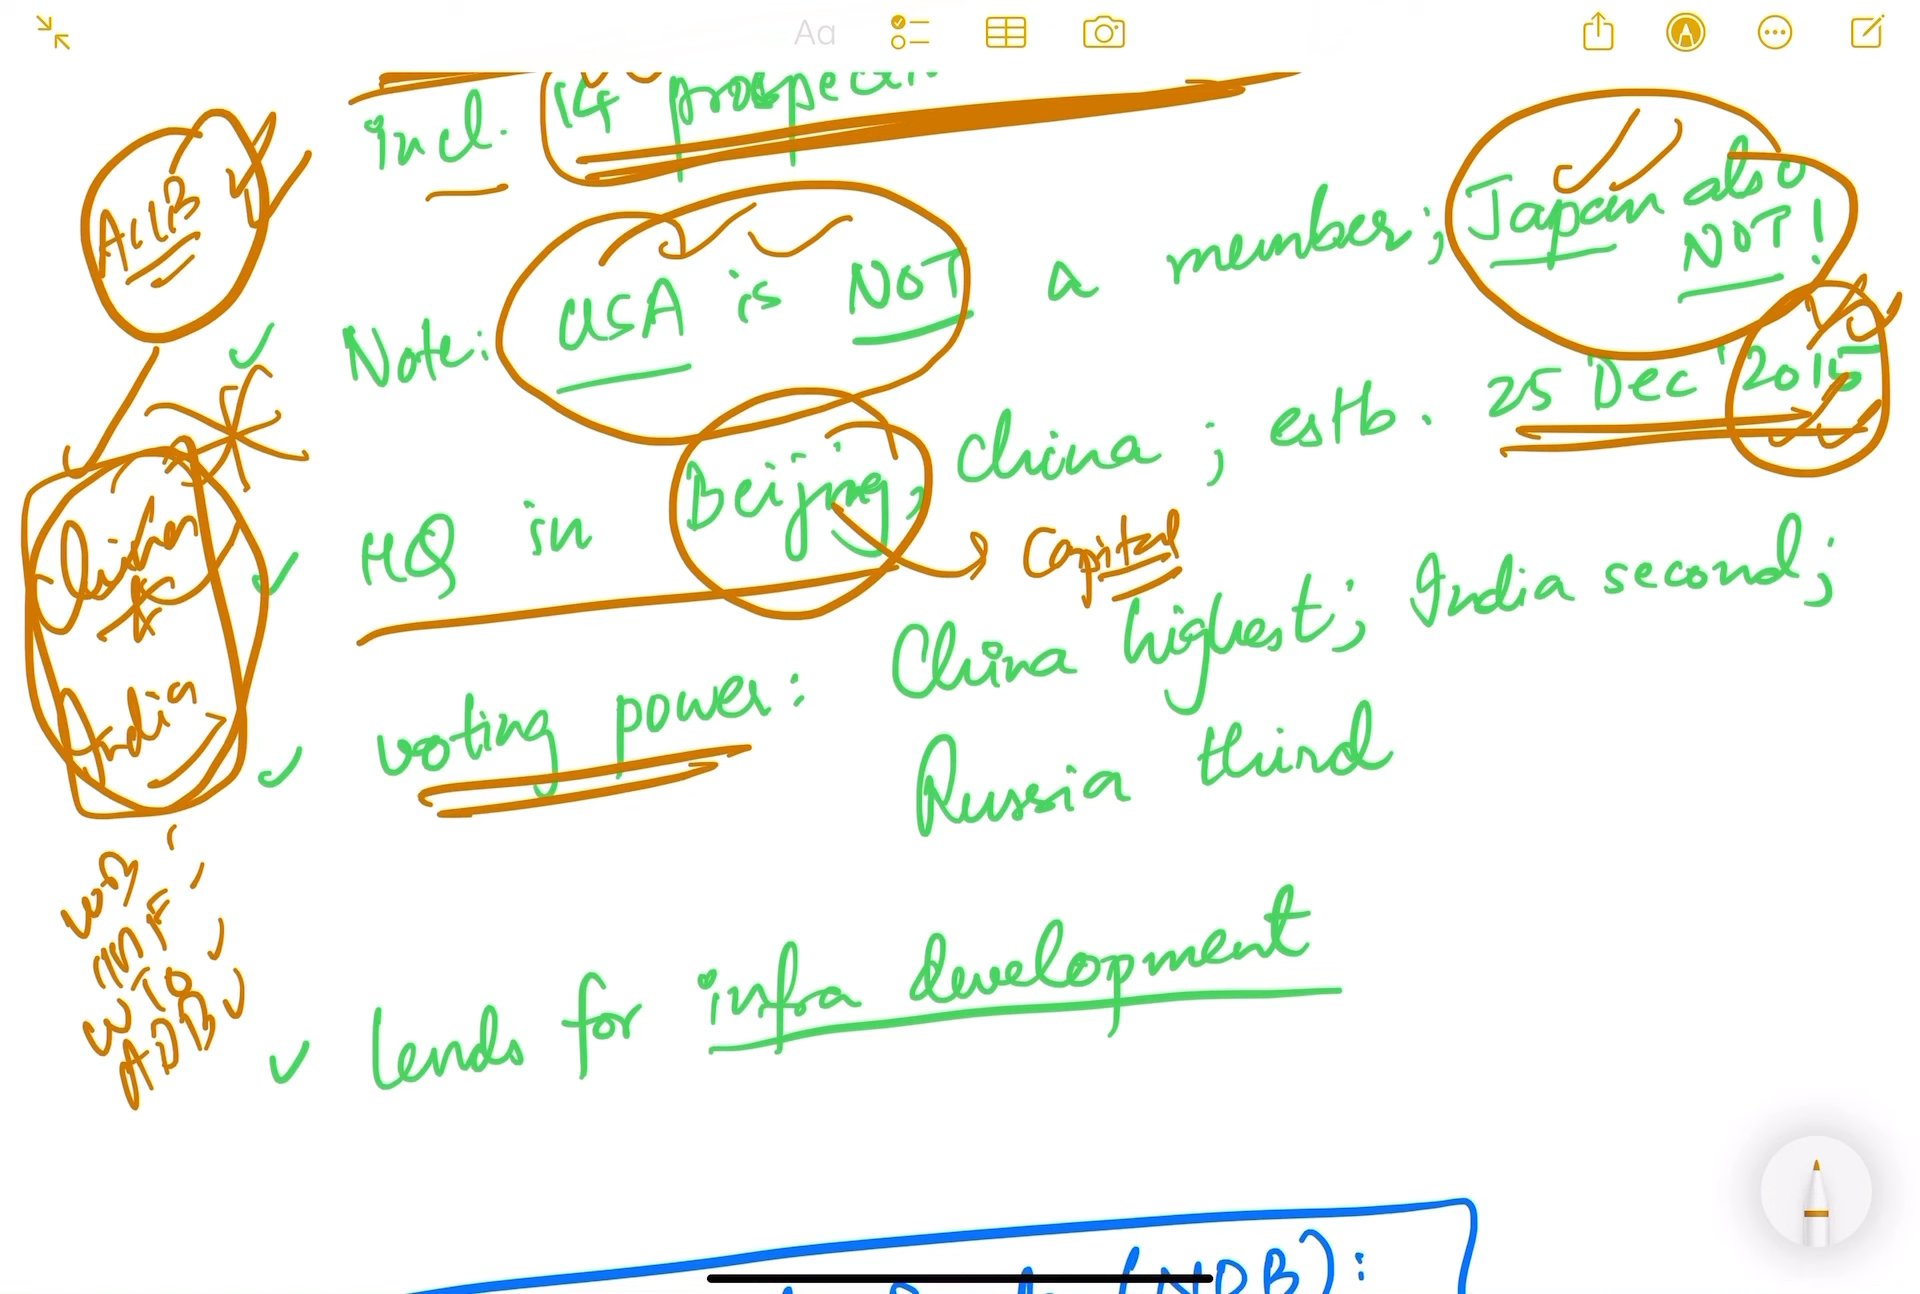 Aa
incl. 14
AIIB
Note: USA is NOT a member; Japan also NOT!
HQ in Beijing, China; estb. 25 Dec '2015
Capital
China
India
voting power: China highest; India second;
Russia third
WB
IMF
WTO
ADB
lends for infra development
(NDB):